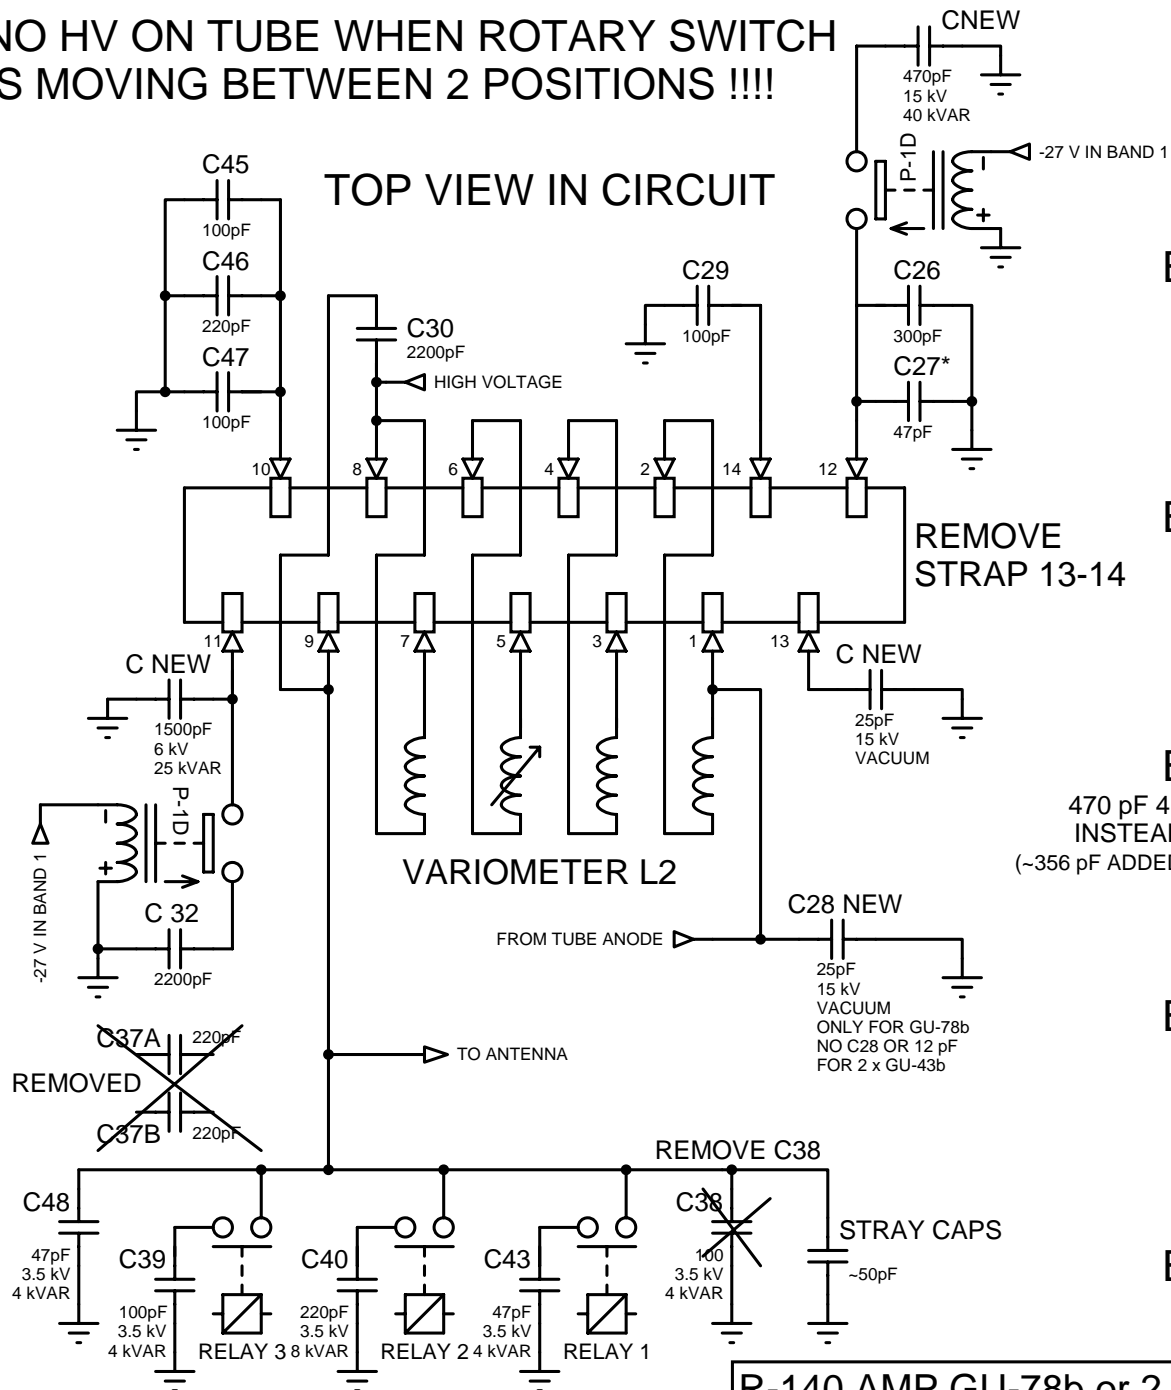 NO HV ON TUBE WHEN ROTARY SWITCH
S MOVING BETWEEN 2 POSITIONS !!!!
CNEW
470pF
15 kV
40 kVAR
P-1D
-27 V IN BAND 1
+
TOP VIEW IN CIRCUIT
C45
100pF
C46
220pF
C47
100pF
C30
2200pF
HIGH VOLTAGE
C29
100pF
C26
300pF
C27*
47pF
10
8
6
4
2
14
12
REMOVE
STRAP 13-14
11
9
7
5
3
1
13
C NEW
1500pF
6 kV
25 kVAR
C NEW
25pF
15 kV
VACUUM
P-1D
+
-27 V IN BAND 1
C 32
2200pF
VARIOMETER L2
470 pF 4
INSTEA
(~356 pF ADDE
FROM TUBE ANODE
C28 NEW
25pF
15 kV
VACUUM
ONLY FOR GU-78b
NO C28 OR 12 pF
FOR 2 x GU-43b
C37A
220pF
REMOVED
C37B
220pF
TO ANTENNA
REMOVE C38
C48
47pF
3.5 kV
4 kVAR
C39
100pF
3.5 kV
4 kVAR
RELAY 3
C40
220pF
3.5 kV
8 kVAR
RELAY 2
C43
47pF
3.5 kV
4 kVAR
RELAY 1
C38
100
3.5 kV
4 kVAR
STRAY CAPS
~50pF
R-140 AMP GU-78b or 2